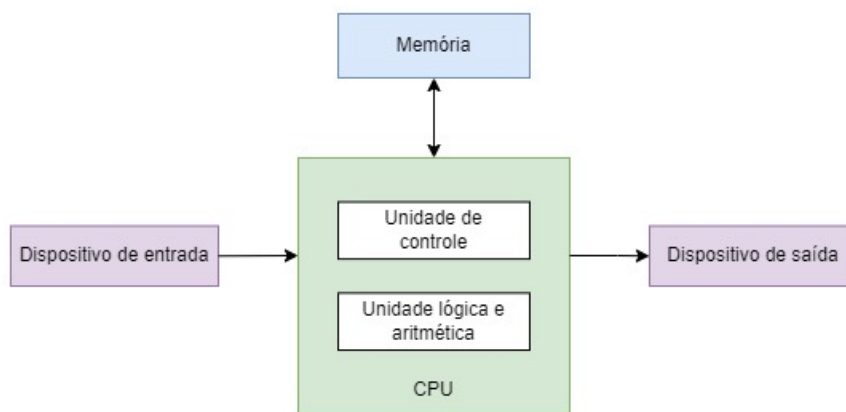 Memória
Unidade de
controle
Dispositivo de entrada
Dispositivo de saída
Unidade lógica e
aritmética
CPU